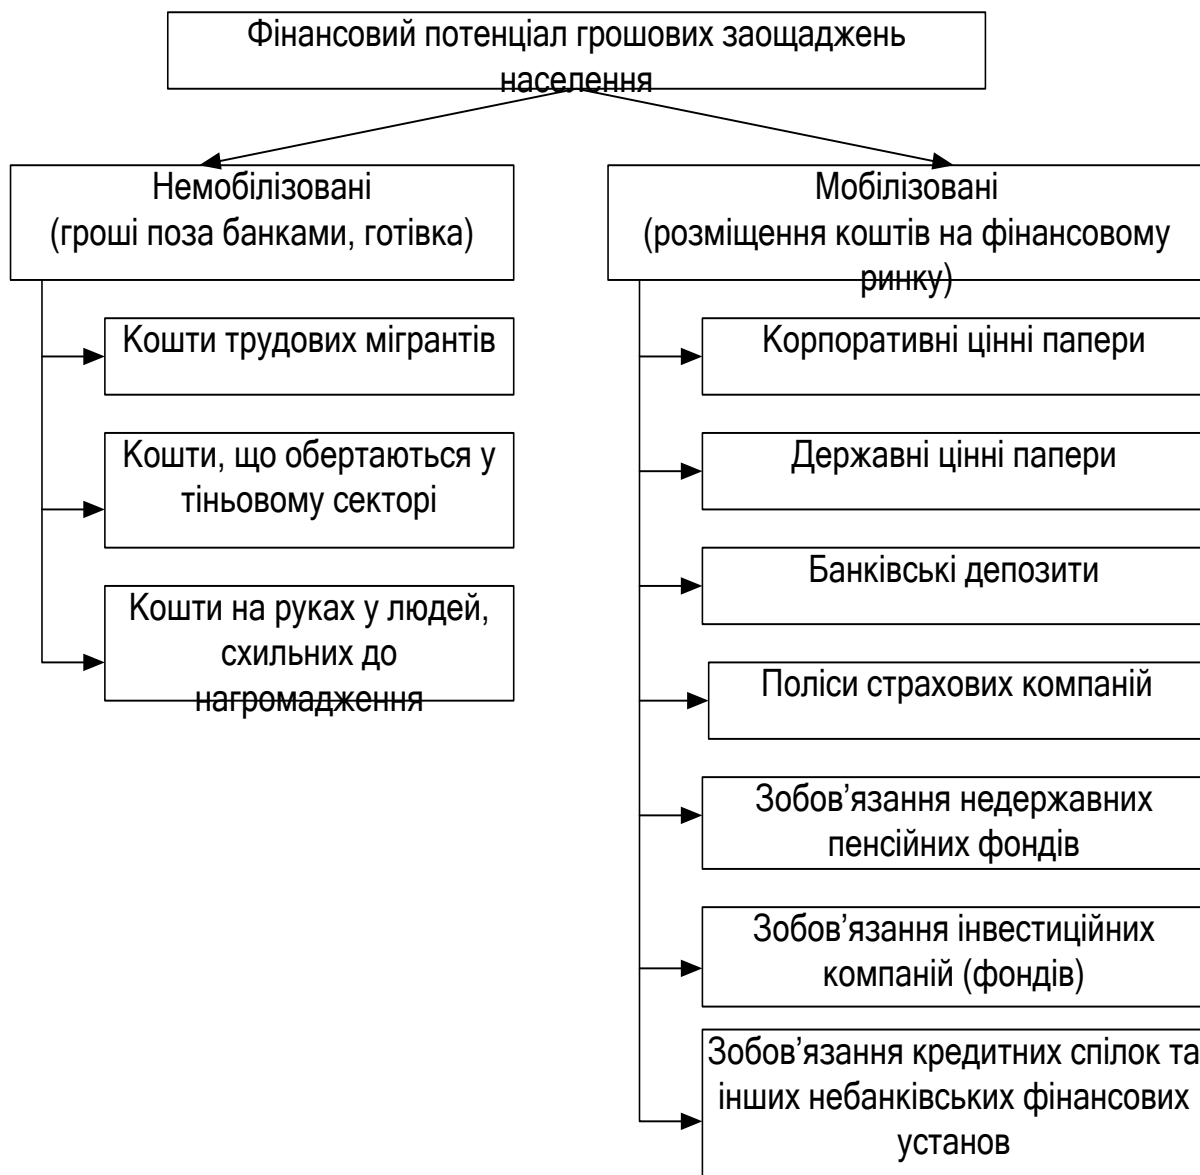 Фінансовий потенціал грошових заощаджень
населення
Немобілізовані
(гроші поза банками, готівка)
Кошти трудових мігрантів
Кошти, що обертаються у
тіньовому секторі
Кошти на руках у людей,
схильних до
нагромадження
Мобілізовані
(розміщення коштів на фінансовому
ринку)
Корпоративні цінні папери
Державні цінні папери
Банківські депозити
Поліси страхових компаній
Зобов’язання недержавних
пенсійних фондів
Зобов’язання інвестиційних
компаній (фондів)
Зобов’язання кредитних спілок та
інших небанківських фінансових
установ